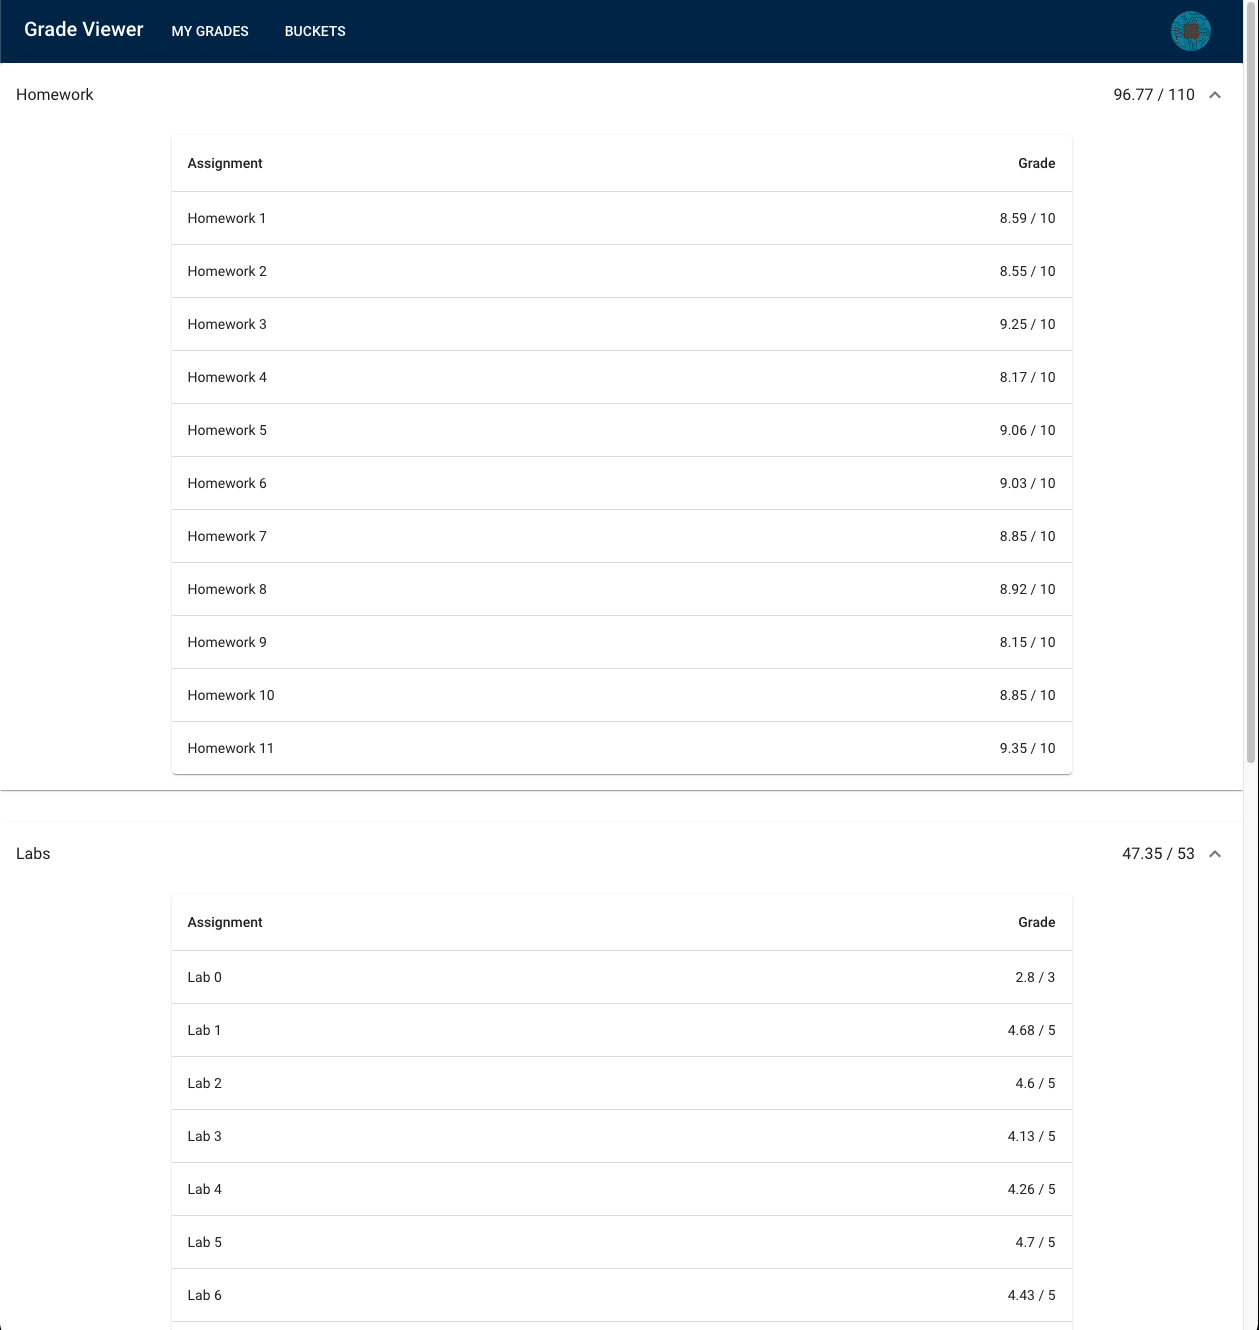 Grade Viewer MY GRADES BUCKETS
Homework 96.77 / 110
Assignment Grade
Homework 1 8.59 / 10
Homework 2 8.55 / 10
Homework 3 9.25 / 10
Homework 4 8.17 / 10
Homework 5 9.06 / 10
Homework 6 9.03 / 10
Homework 7 8.85 / 10
Homework 8 8.92 / 10
Homework 9 8.15 / 10
Homework 10 8.85 / 10
Homework 11 9.35 / 10
Labs 47.35 / 53
Assignment Grade
Lab 0 2.8 / 3
Lab 1 4.68 / 5
Lab 2 4.6 / 5
Lab 3 4.13 / 5
Lab 4 4.26 / 5
Lab 5 4.7 / 5
Lab 6 4.43 / 5